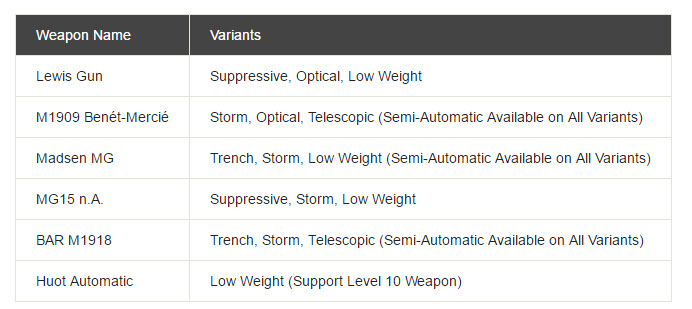 Weapon Name Variants
Lewis Gun Suppressive, Optical, Low Weight
M1909 Benét-Mercié Storm, Optical, Telescopic (Semi-Automatic Available on All Variants)
Madsen MG Trench, Storm, Low Weight (Semi-Automatic Available on All Variants)
MG15 n.A. Suppressive, Storm, Low Weight
BAR M1918 Trench, Storm, Telescopic (Semi-Automatic Available on All Variants)
Huot Automatic Low Weight (Support Level 10 Weapon)